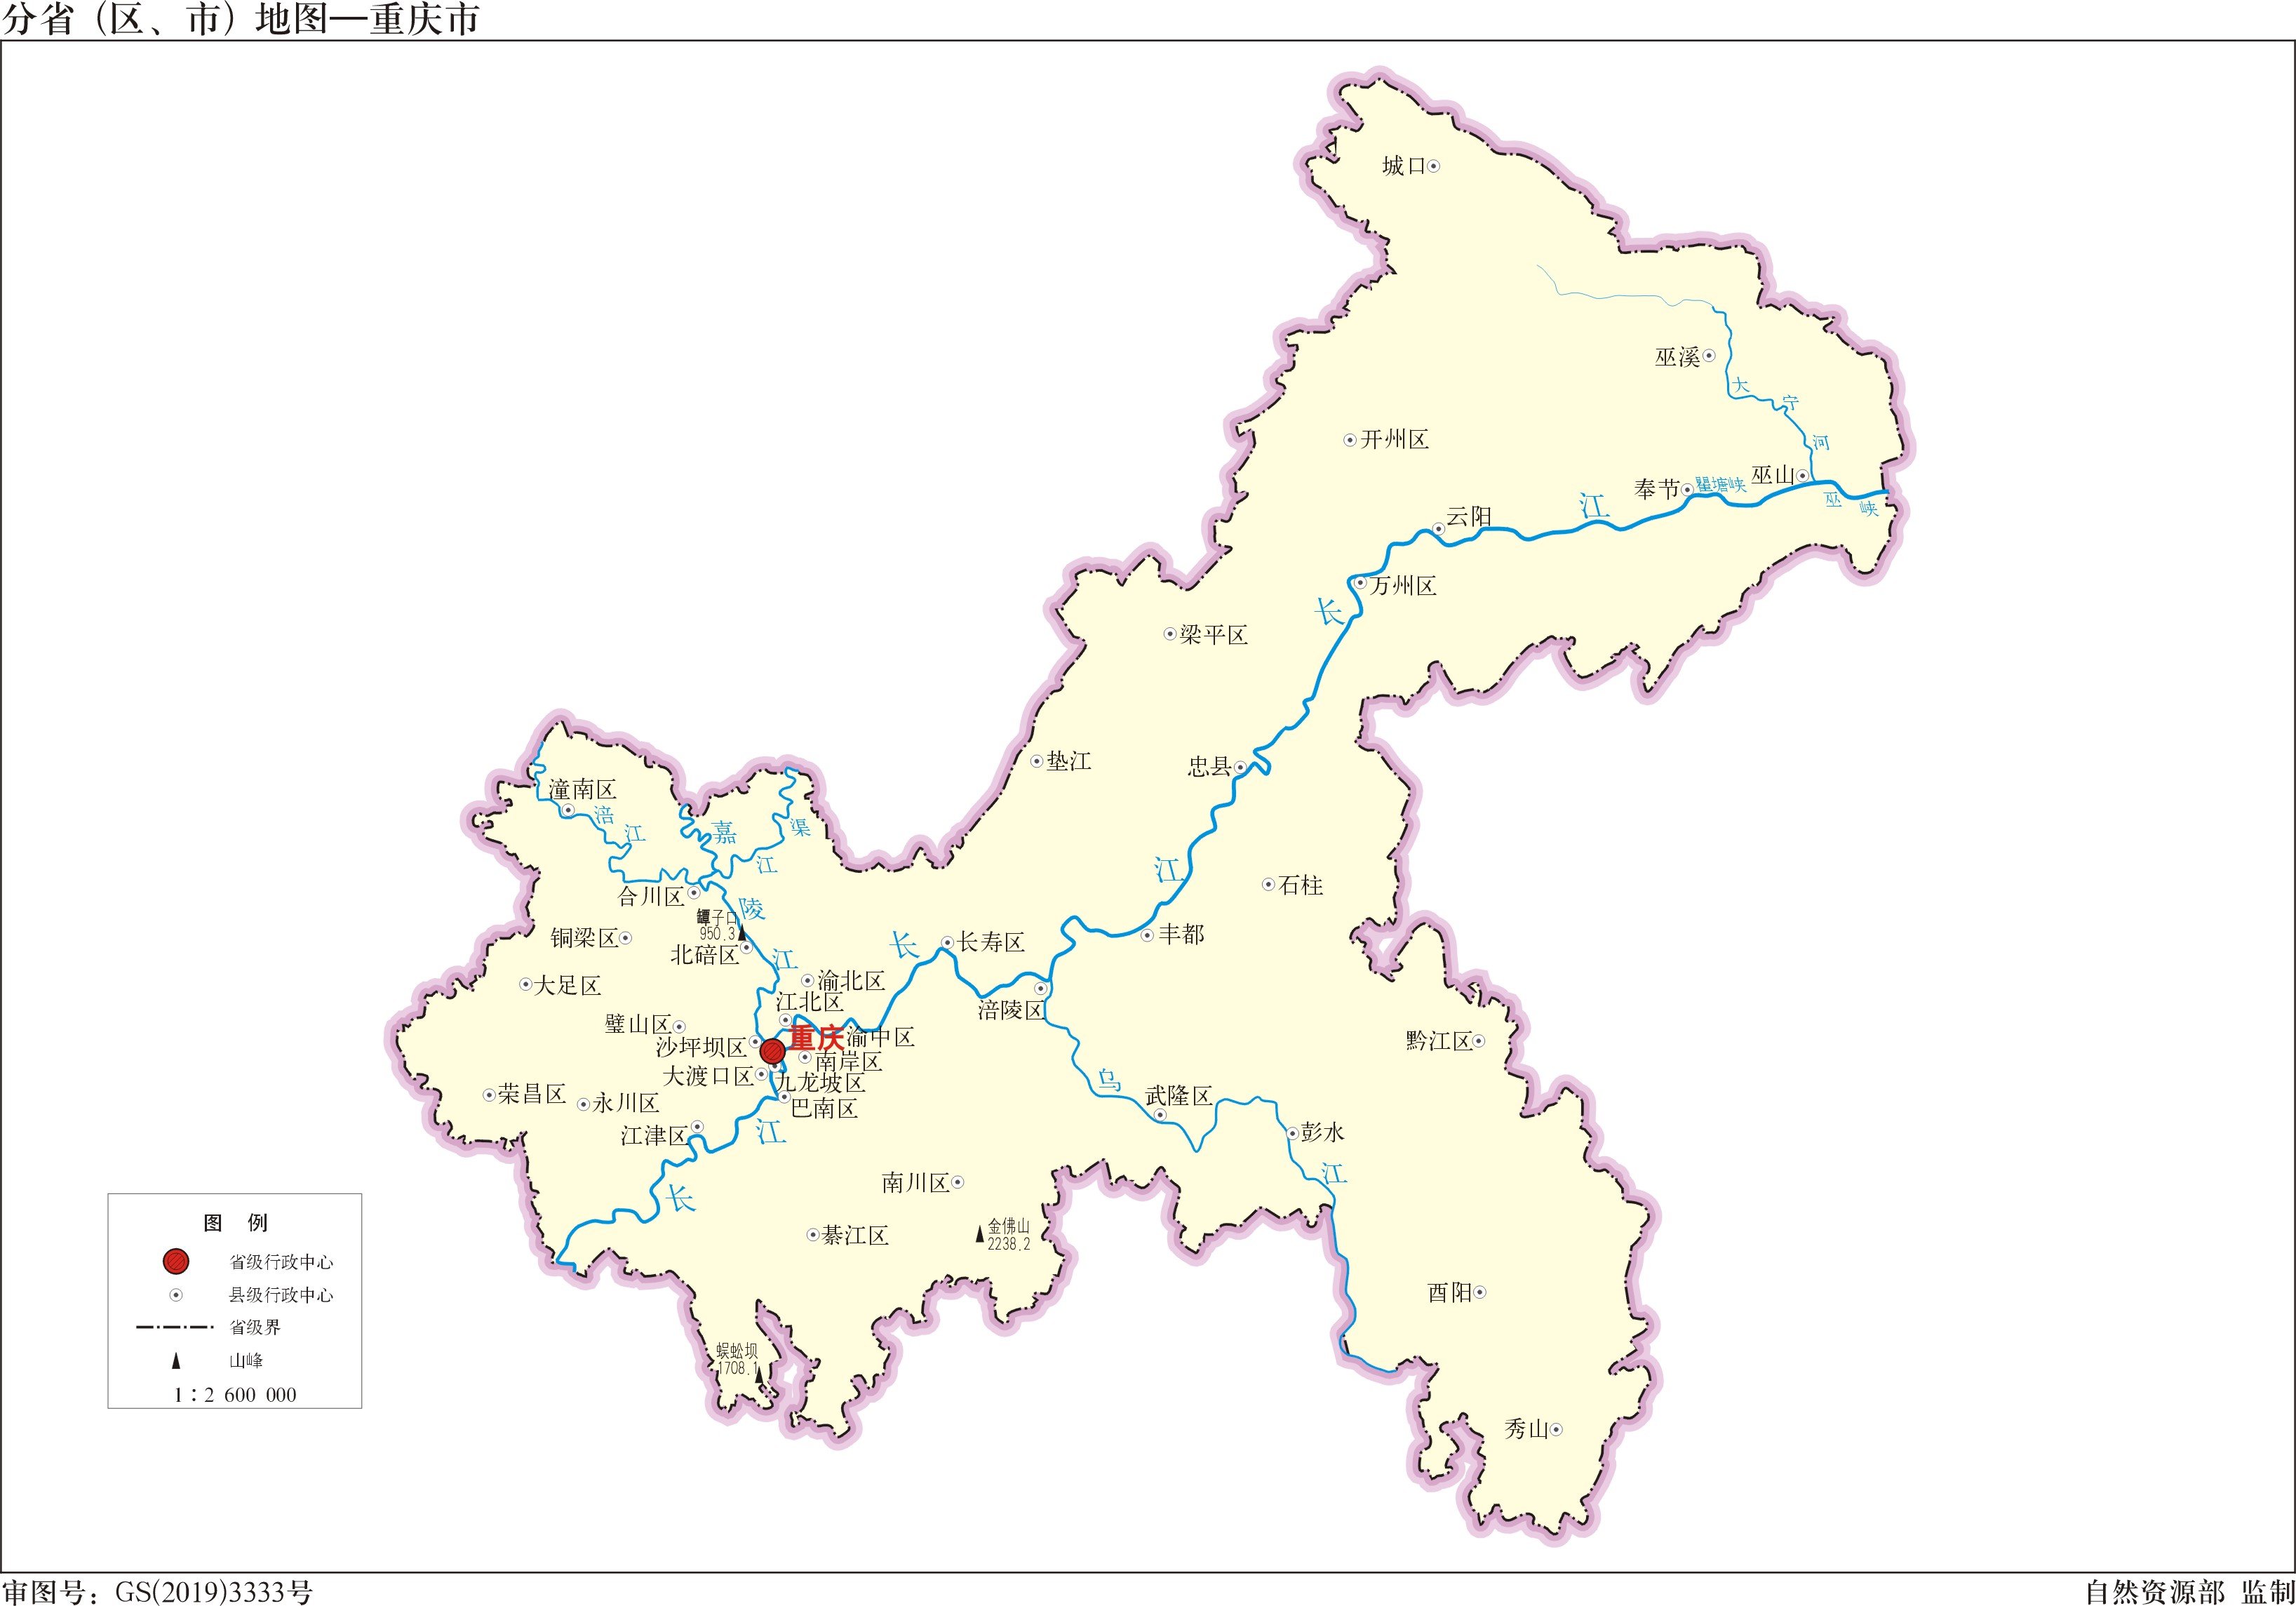 分省（区、市）地图—重庆市
城口
巫溪
大
宁
河
开州区
奉节
瞿塘峡
巫山
巫
峡
江
云阳
万州区
长
梁平区
垫江
忠县
潼南区
涪
江
嘉
渠
江
江
石柱
合川区
陵
罈子口
950.3
铜梁区
北碚区
江
长
长寿区
丰都
大足区
渝北区
江北区
涪陵区
璧山区
重庆
渝中区
沙坪坝区
南岸区
黔江区
大渡口区
九龙坡区
荣昌区
永川区
巴南区
乌
武隆区
江津区
江
彭水
江
南川区
长
綦江区
金佛山
2238.2
酉阳
蜈蚣坝
1708.1
秀山
图 例
省级行政中心
县级行政中心
省级界
山峰
1：2 600 000
审图号：GS(2019)3333号
自然资源部 监制